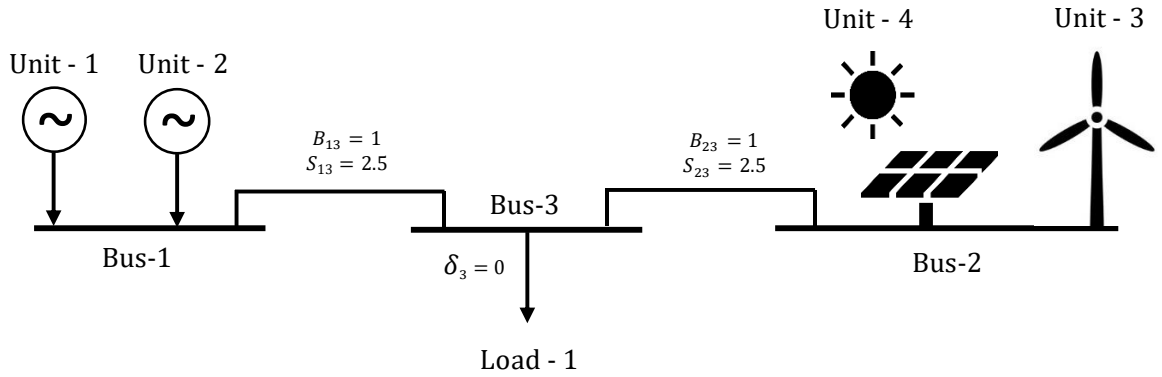 Unit - 4
Unit - 3
Unit - 1
Unit - 2
~
~
B₁₃ = 1
S₁₃ = 2.5
B₂₃ = 1
S₂₃ = 2.5
Bus-3
Bus-1
δ₃ = 0
Bus-2
Load - 1